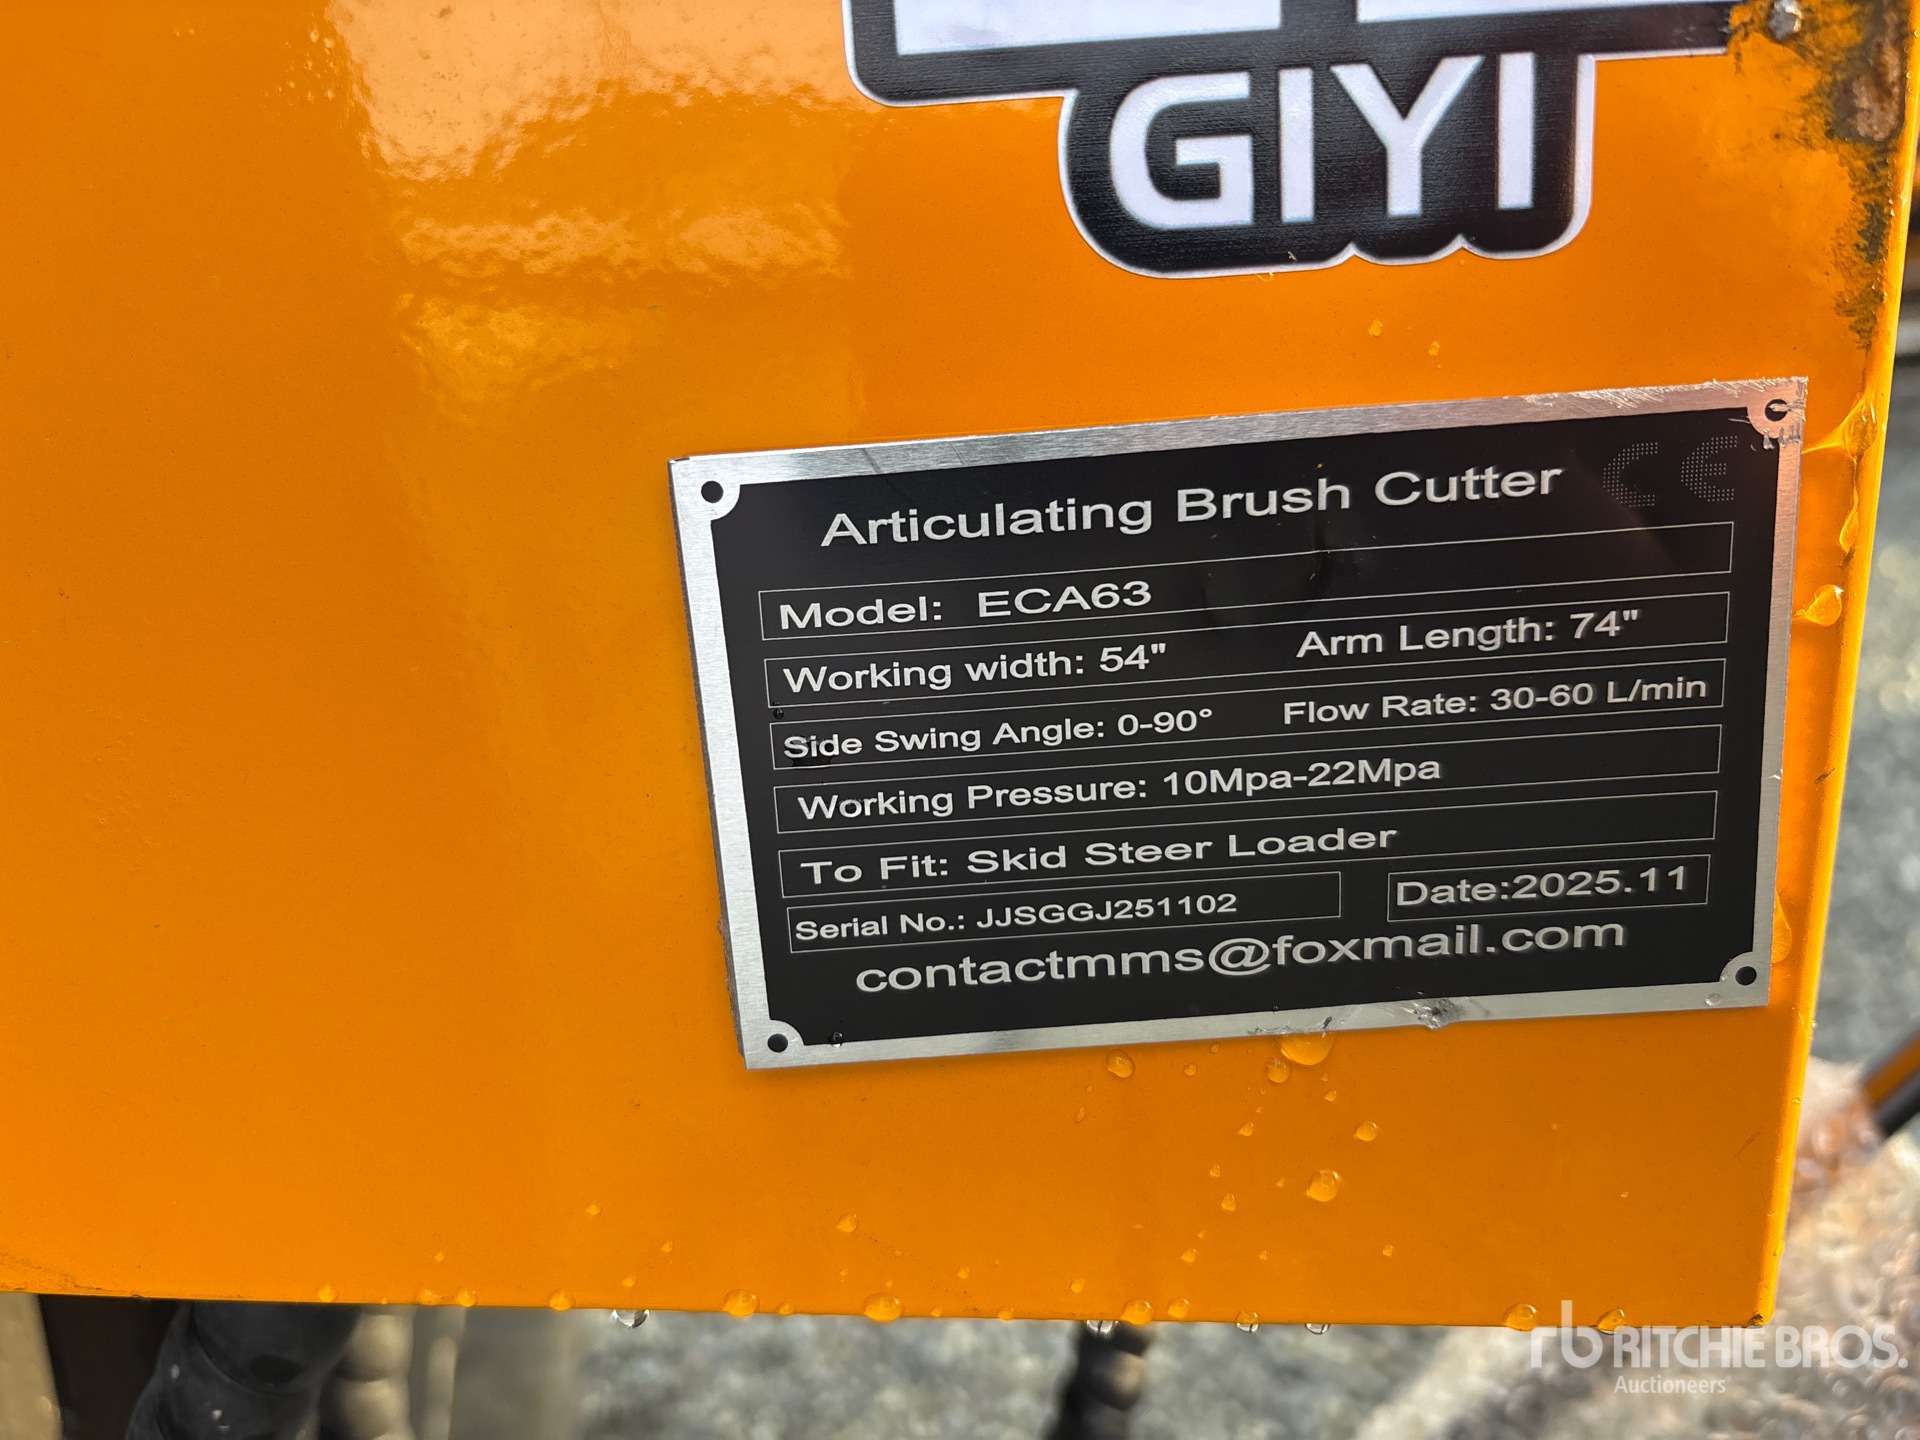 GIYI
Articulating Brush Cutter CE
Model: ECA63
Working width: 54" Arm Length: 74"
Side Swing Angle: 0-90° Flow Rate: 30-60 L/min
Working Pressure: 10Mpa-22Mpa
To Fit: Skid Steer Loader
Serial No.: JJSGGJ251102 Date:2025.11
contactmms@foxmail.com
rb RITCHIE BROS.
Auctioneers